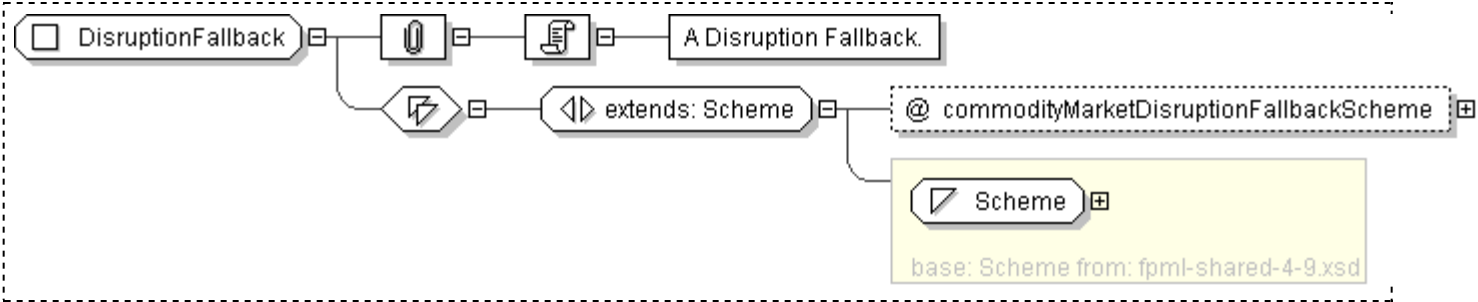 DisruptionFallback
A Disruption Fallback.
extends: Scheme
@ commodityMarketDisruptionFallbackScheme
Scheme
base: Scheme from: fpml-shared-4-9.xsd